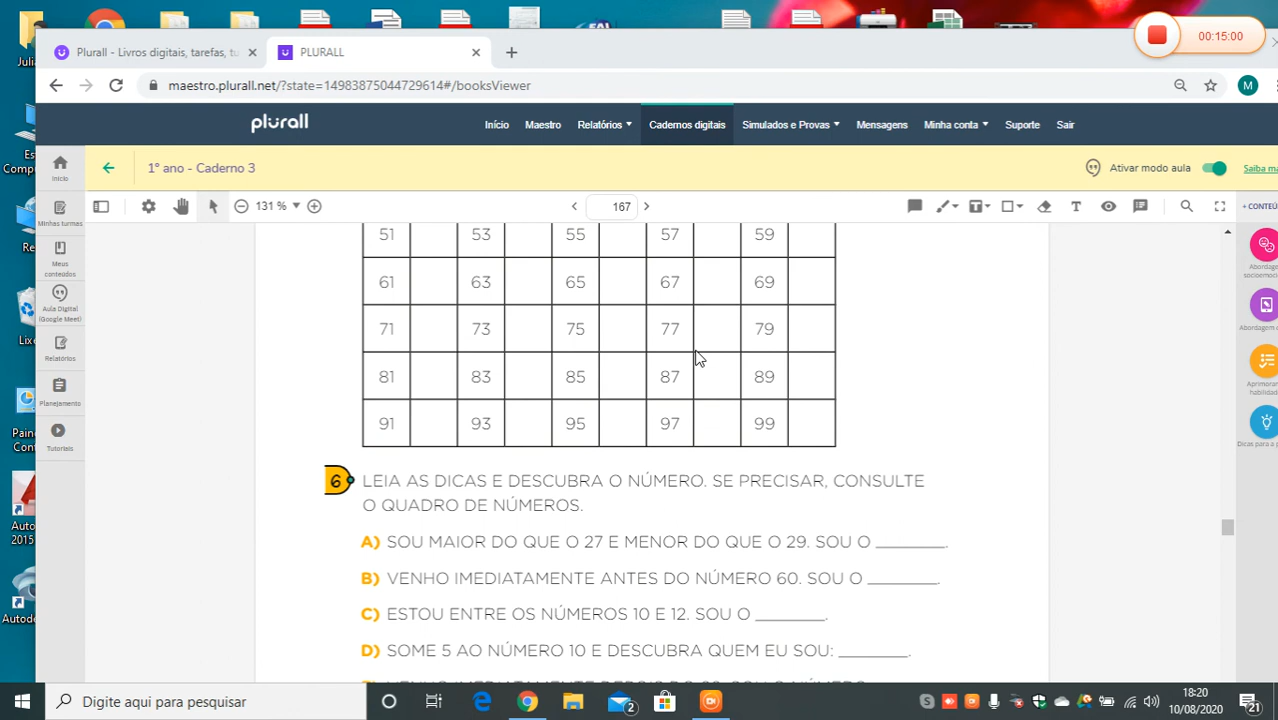 Plurall - Livros digitais, tarefas, tu
PLURALL
00:15:00
maestro.plurall.net/?state=14983875044729614#/booksViewer
M
plurall
Início Maestro Relatórios Cadernos digitais Simulados e Provas Mensagens Minha conta Suporte Sair
1º ano - Caderno 3
Ativar modo aula
Saiba ma
131 %
167
+ CONTEÚ
Início
Minhas turmas
Meus conteúdos
Aula Digital (Google Meet)
Relatórios
Planejamento
Tutoriais
51 53 55 57 59
61 63 65 67 69
71 73 75 77 79
81 83 85 87 89
91 93 95 97 99
6 LEIA AS DICAS E DESCUBRA O NÚMERO. SE PRECISAR, CONSULTE
O QUADRO DE NÚMEROS.
A) SOU MAIOR DO QUE O 27 E MENOR DO QUE O 29. SOU O ________.
B) VENHO IMEDIATAMENTE ANTES DO NÚMERO 60. SOU O ________.
C) ESTOU ENTRE OS NÚMEROS 10 E 12. SOU O ________.
D) SOME 5 AO NÚMERO 10 E DESCUBRA QUEM EU SOU: ________.
Digite aqui para pesquisar
2
18:20
10/08/2020
21